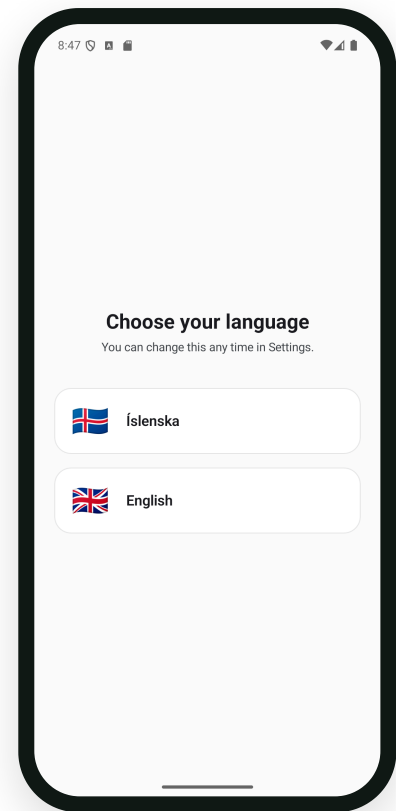 8:47
Choose your language
You can change this any time in Settings.
Íslenska
English